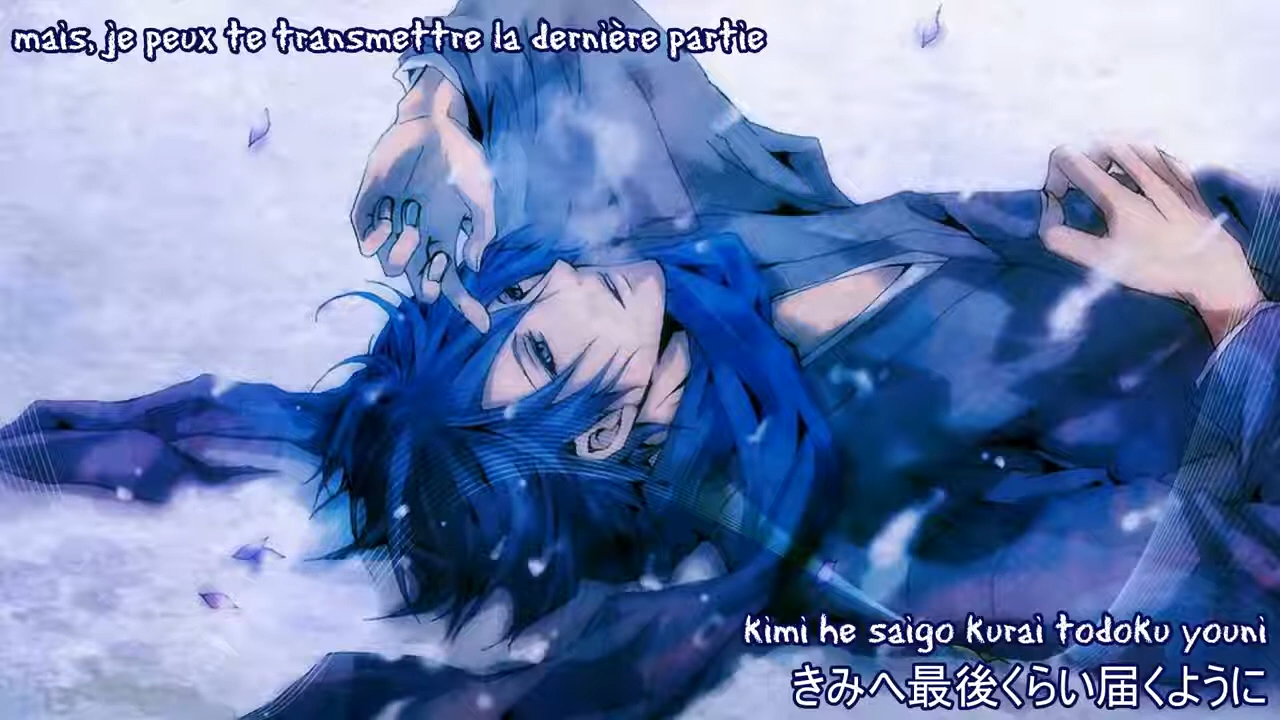 mais, je peux te transmettre la dernière partie
kimi he saigo kurai todoku youni
きみへ最後くらい届くように